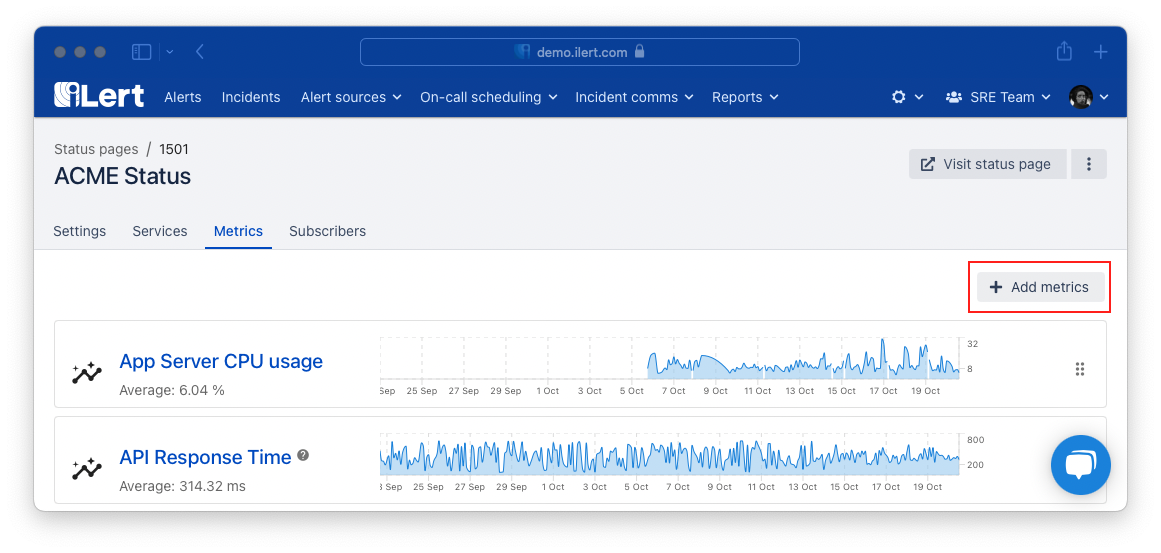 demo.ilert.com
iLert Alerts Incidents Alert sources On-call scheduling Incident comms Reports SRE Team
Status pages / 1501
ACME Status
Visit status page
Settings Services Metrics Subscribers
+ Add metrics
App Server CPU usage
Average: 6.04 %
32
8
Sep 25 Sep 27 Sep 29 Sep 1 Oct 3 Oct 5 Oct 7 Oct 9 Oct 11 Oct 13 Oct 15 Oct 17 Oct 19 Oct
API Response Time ?
Average: 314.32 ms
800
200
3 Sep 25 Sep 27 Sep 29 Sep 1 Oct 3 Oct 5 Oct 7 Oct 9 Oct 11 Oct 13 Oct 15 Oct 17 Oct 19 Oct